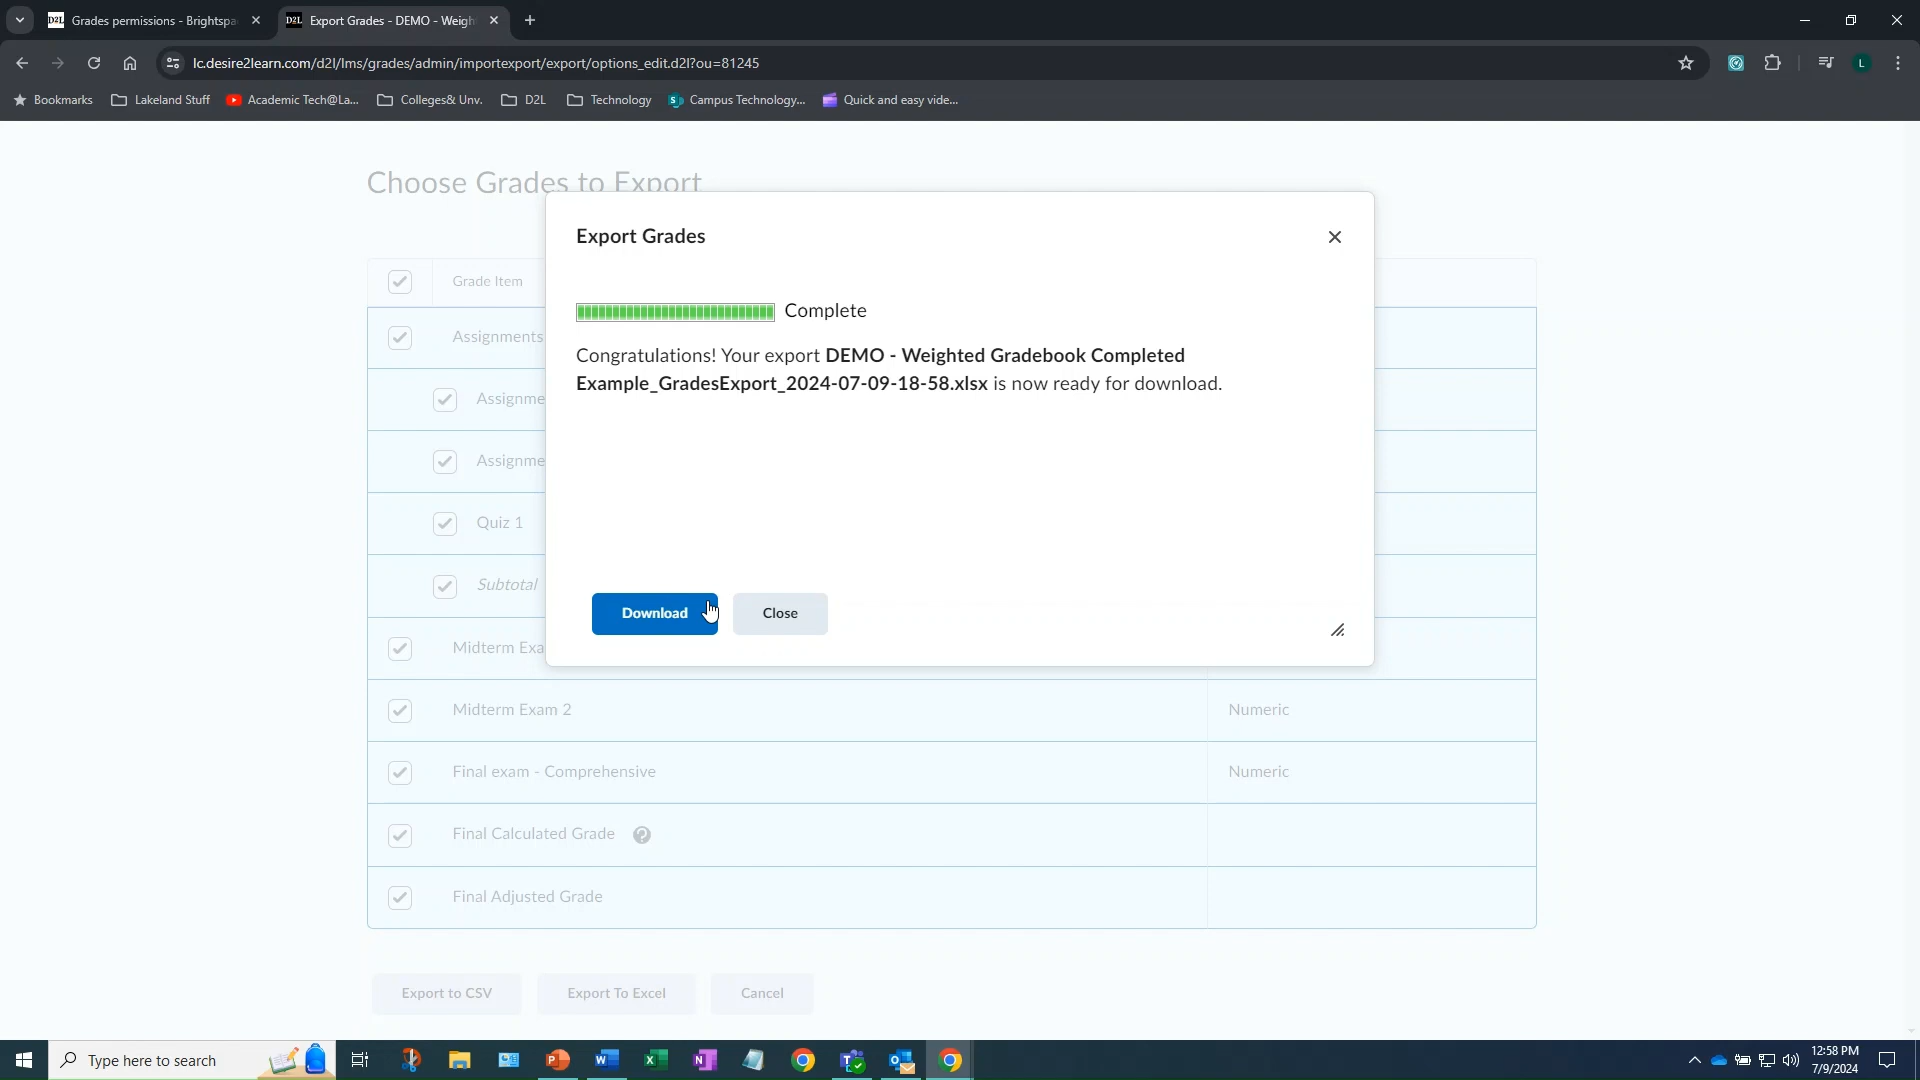 D2L Grades permissions - Brightspa
D2L Export Grades - DEMO - Weigh
lc.desire2learn.com/d2l/lms/grades/admin/importexport/export/options_edit.d2l?ou=81245
L
Bookmarks Lakeland Stuff Academic Tech@La... Colleges& Unv. D2L Technology S Campus Technology... Quick and easy vide...
Choose Grades to Export
Export Grades
Complete
Congratulations! Your export DEMO - Weighted Gradebook Completed
Example_GradesExport_2024-07-09-18-58.xlsx is now ready for download.
Download Close
Grade Item
Assignments
Assignme
Assignme
Quiz 1
Subtotal
Midterm Exa
Midterm Exam 2 Numeric
Final exam - Comprehensive Numeric
Final Calculated Grade ?
Final Adjusted Grade
Export to CSV Export To Excel Cancel
Type here to search
12:58 PM
7/9/2024